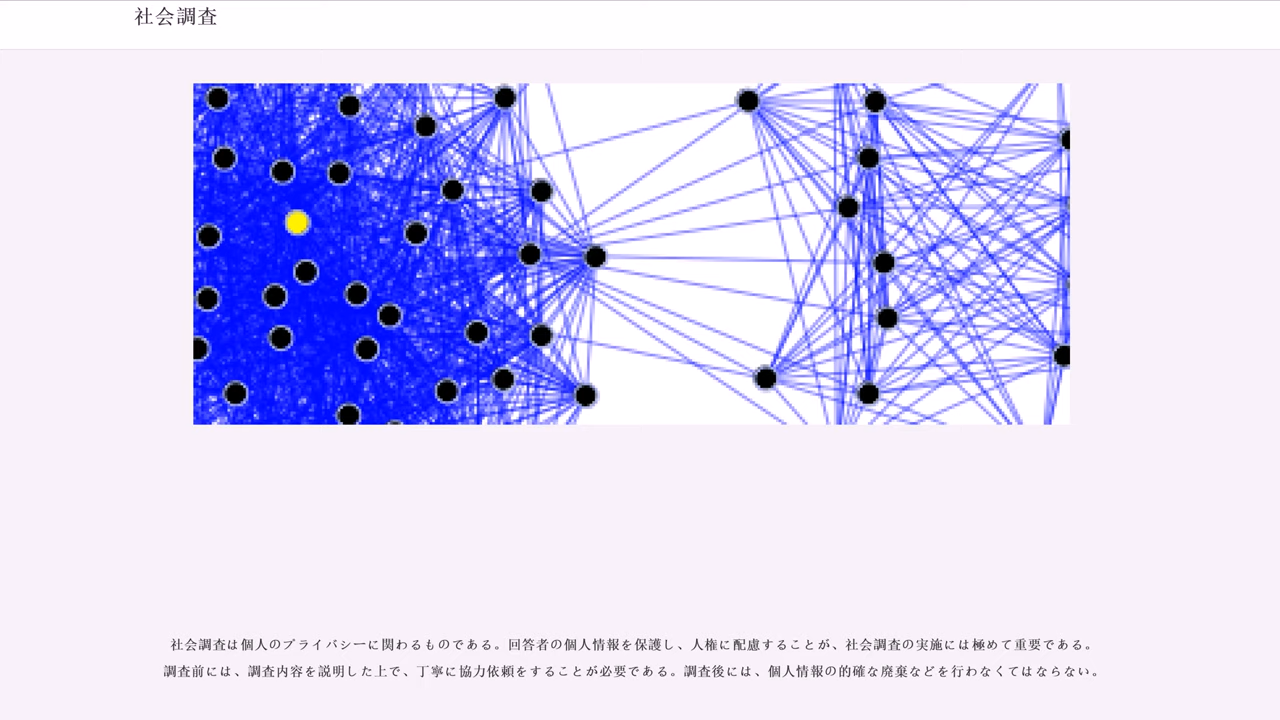 社会調査
社会調査は個人のプライバシーに関わるものである。回答者の個人情報を保護し、人権に配慮することが、社会調査の実施には極めて重要である。
調査前には、調査内容を説明した上で、丁寧に協力依頼をすることが必要である。調査後には、個人情報の的確な廃棄などを行わなくてはならない。